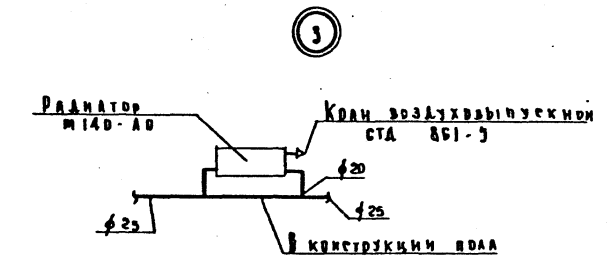 3
Радиатор
М140-АО
Кран воздуховыпускной
СТД 861-9
ф20
ф25
ф25
В конструкции пола